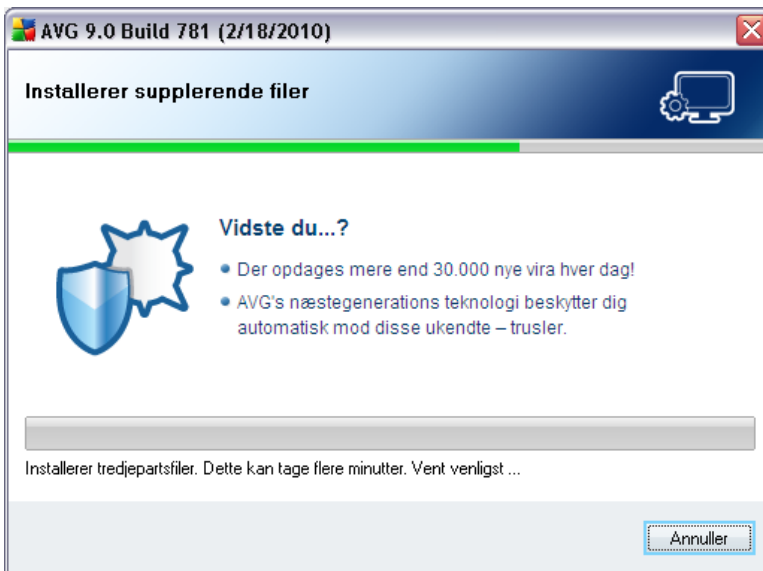 AVG 9.0 Build 781 (2/18/2010)
Installerer supplerende filer
Vidste du...?
Der opdages mere end 30.000 nye vira hver dag!
AVG's næstegenerations teknologi beskytter dig
automatisk mod disse ukendte – trusler.
Installerer tredjepartsfiler. Dette kan tage flere minutter. Vent venligst ...
Annuller